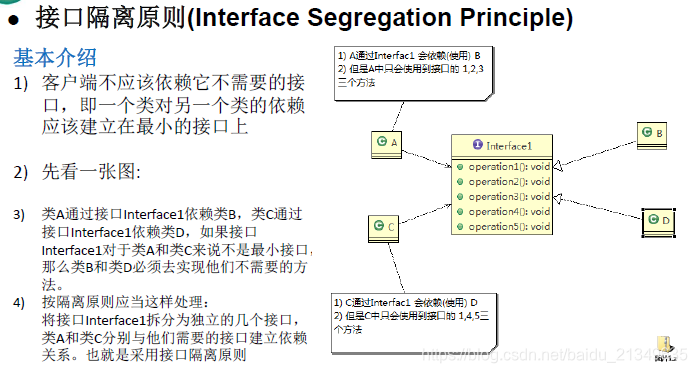 ● 接口隔离原则(Interface Segregation Principle)
基本介绍
1) 客户端不应该依赖它不需要的接
口，即一个类对另一个类的依赖
应该建立在最小的接口上
2) 先看一张图:
3) 类A通过接口Interface1依赖类B，类C通过
接口Interface1依赖类D，如果接口
Interface1对于类A和类C来说不是最小接口，
那么类B和类D必须去实现他们不需要的方
法。
4) 按隔离原则应当这样处理：
将接口Interface1拆分为独立的几个接口，
类A和类C分别与他们需要的接口建立依赖
关系。也就是采用接口隔离原则
1) A通过Interfac1 会依赖(使用) B
2) 但是A中只会使用到接口的 1,2,3
三个方法
C A
I Interface1
operation1(): void
operation2(): void
operation3(): void
operation4(): void
operation5(): void
C B
C C
C D
1) C通过Interfac1 会依赖(使用) D
2) 但是C中只会使用到接口的 1,4,5三
个方法